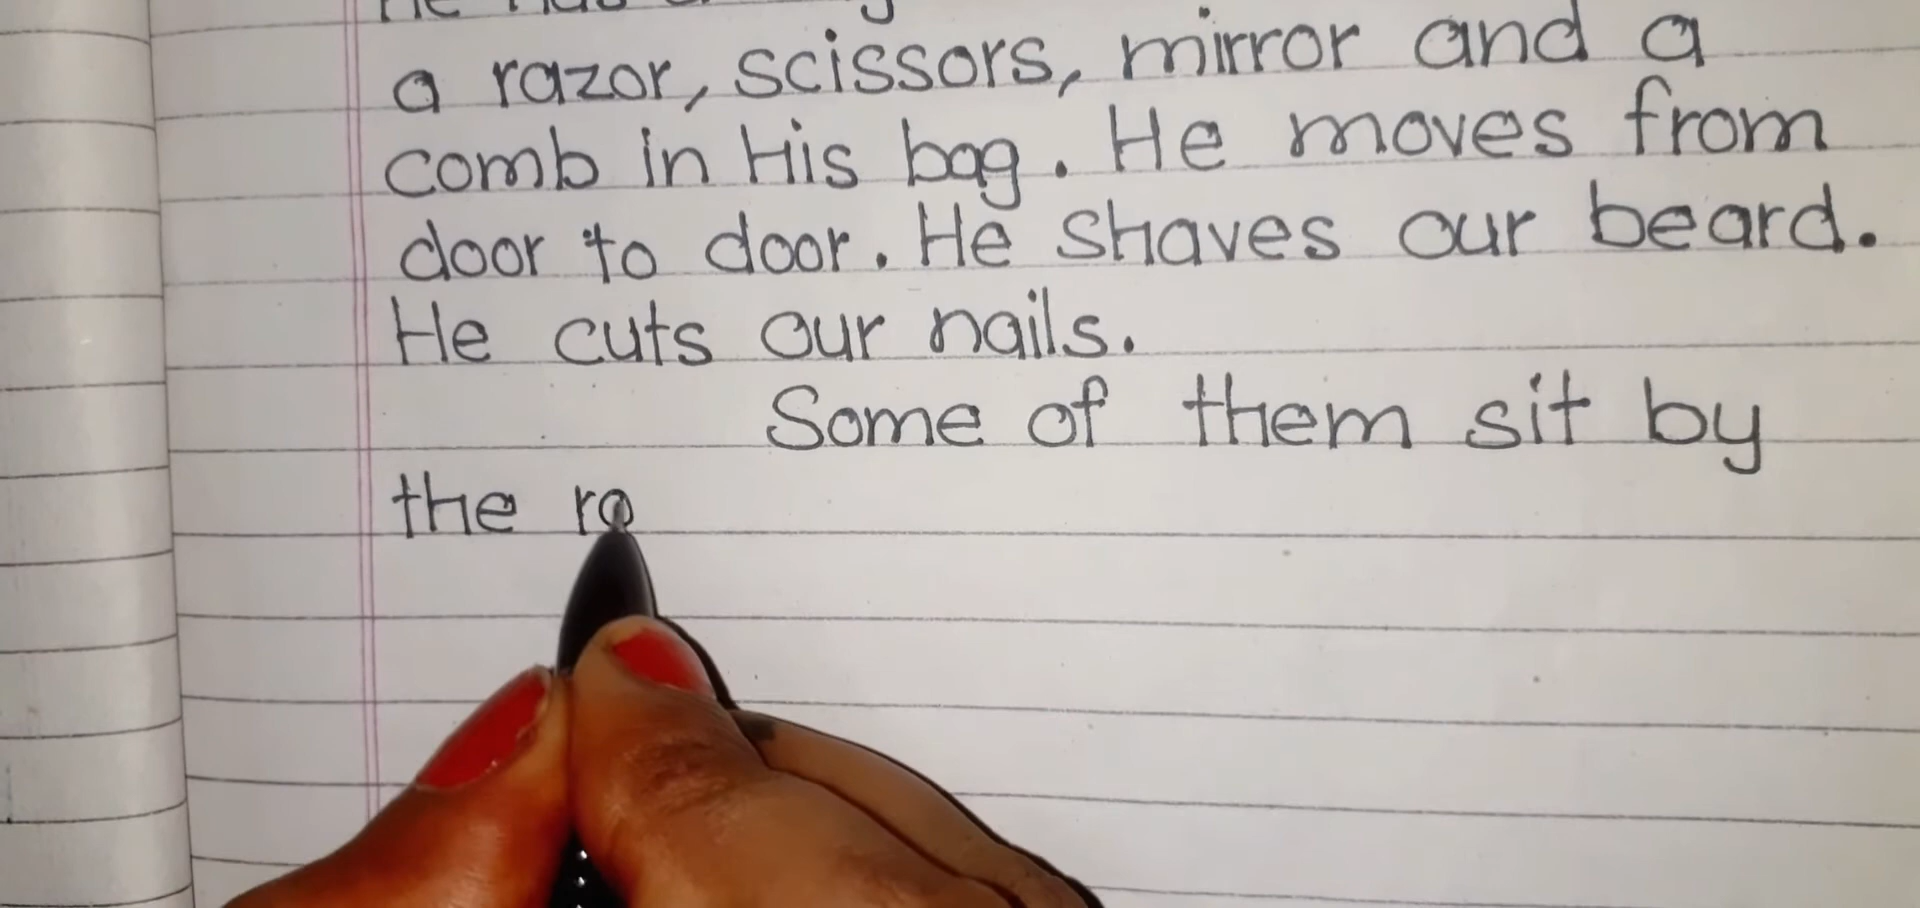 a razor, scissors, mirror and a
comb in His bag. He moves from
door to door. He shaves our beard.
He cuts our nails.
Some of them sit by
the ro